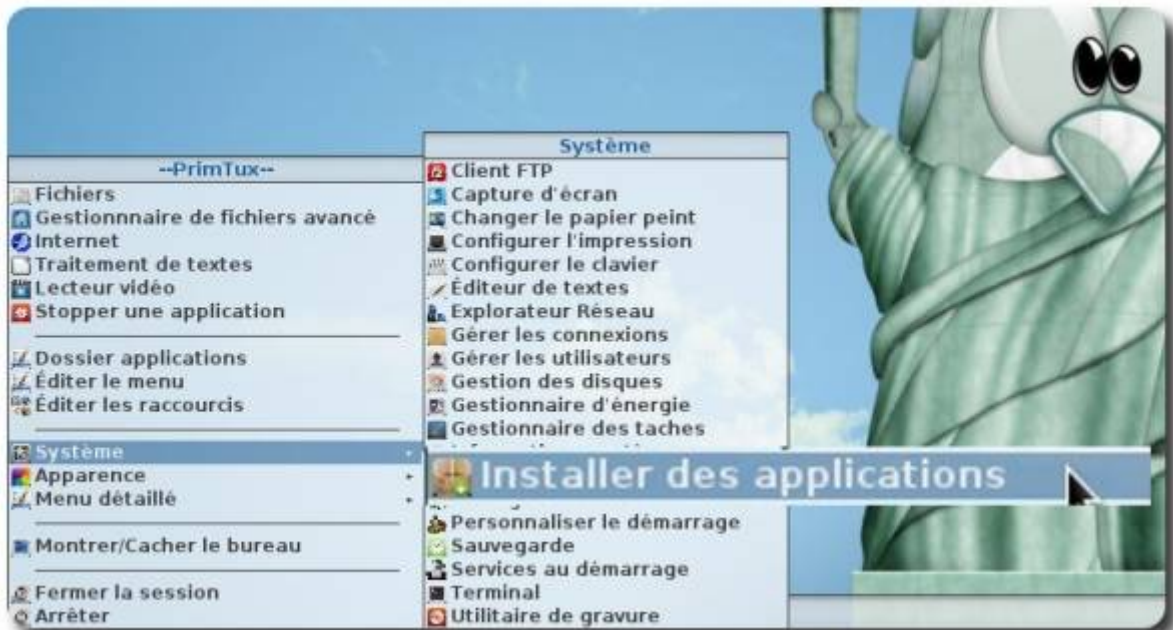 --PrimTux--
Fichiers
Gestionnnaire de fichiers avancé
Internet
Traitement de textes
Lecteur vidéo
Stopper une application
Dossier applications
Éditer le menu
Éditer les raccourcis
Système
Apparence
Menu détaillé
Montrer/Cacher le bureau
Fermer la session
Arrêter
Système
Client FTP
Capture d'écran
Changer le papier peint
Configurer l'impression
Configurer le clavier
Éditeur de textes
Explorateur Réseau
Gérer les connexions
Gérer les utilisateurs
Gestion des disques
Gestionnaire d'énergie
Gestionnaire des taches
Installer des applications
Personnaliser le démarrage
Sauvegarde
Services au démarrage
Terminal
Utilitaire de gravure